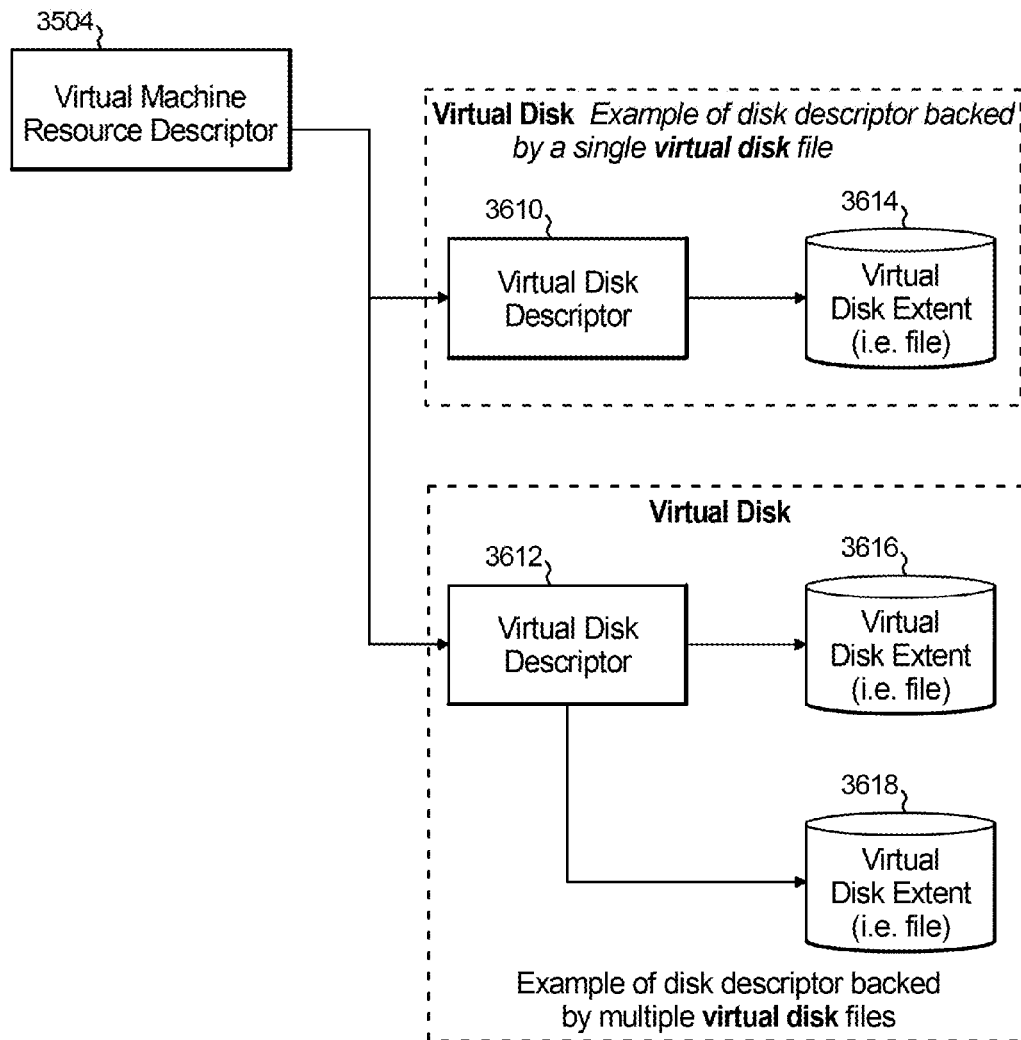 3504
Virtual Machine
Resource Descriptor
Virtual Disk Example of disk descriptor backed
by a single virtual disk file
3610
Virtual Disk
Descriptor
3614
Virtual
Disk Extent
(i.e. file)
Virtual Disk
3612
Virtual Disk
Descriptor
3616
Virtual
Disk Extent
(i.e. file)
3618
Virtual
Disk Extent
(i.e. file)
Example of disk descriptor backed
by multiple virtual disk files